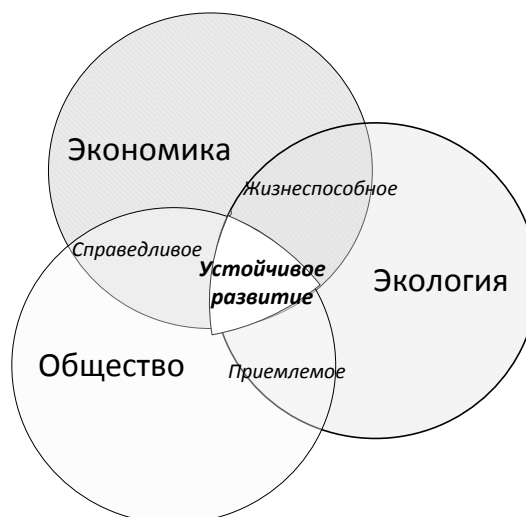 Экономика
Жизнеспособное
Справедливое
Устойчивое
развитие
Экология
Общество
Приемлемое